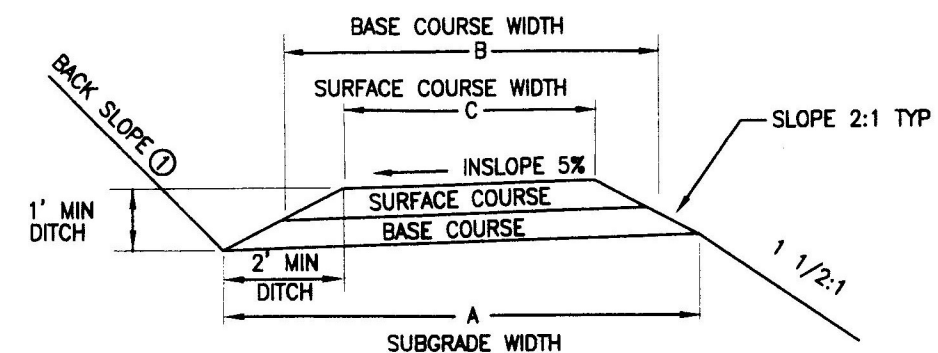 BASE COURSE WIDTH
B
SURFACE COURSE WIDTH
C
BACK SLOPE ①
SLOPE 2:1 TYP
INSLOPE 5%
SURFACE COURSE
1' MIN
DITCH
BASE COURSE
2' MIN
DITCH
1 1/2:1
A
SUBGRADE WIDTH